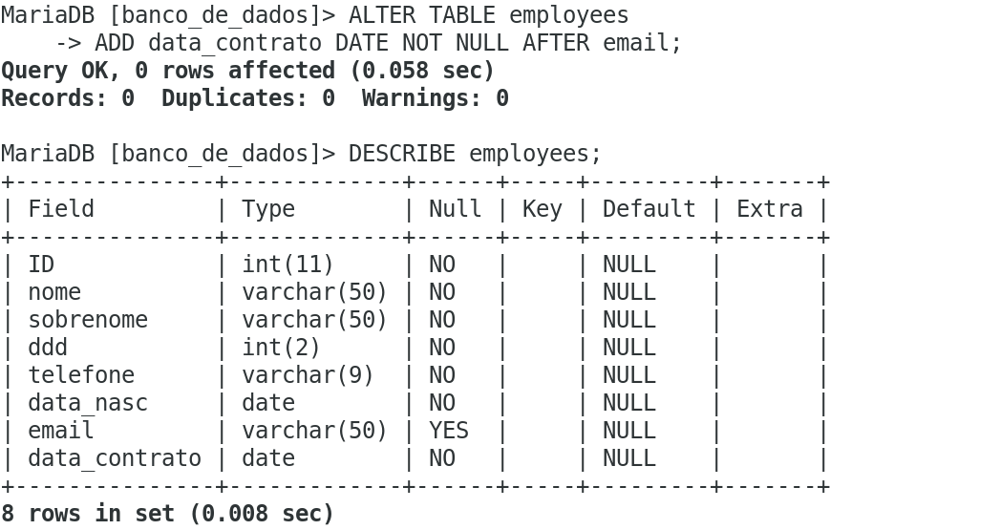 MariaDB [banco_de_dados]> ALTER TABLE employees
    -> ADD data_contrato DATE NOT NULL AFTER email;
Query OK, 0 rows affected (0.058 sec)
Records: 0  Duplicates: 0  Warnings: 0

MariaDB [banco_de_dados]> DESCRIBE employees;
+---------------+-------------+------+-----+---------+-------+
| Field         | Type        | Null | Key | Default | Extra |
+---------------+-------------+------+-----+---------+-------+
| ID            | int(11)     | NO   |     | NULL    |       |
| nome          | varchar(50) | NO   |     | NULL    |       |
| sobrenome     | varchar(50) | NO   |     | NULL    |       |
| ddd           | int(2)      | NO   |     | NULL    |       |
| telefone      | varchar(9)  | NO   |     | NULL    |       |
| data_nasc     | date        | NO   |     | NULL    |       |
| email         | varchar(50) | YES  |     | NULL    |       |
| data_contrato | date        | NO   |     | NULL    |       |
+---------------+-------------+------+-----+---------+-------+
8 rows in set (0.008 sec)